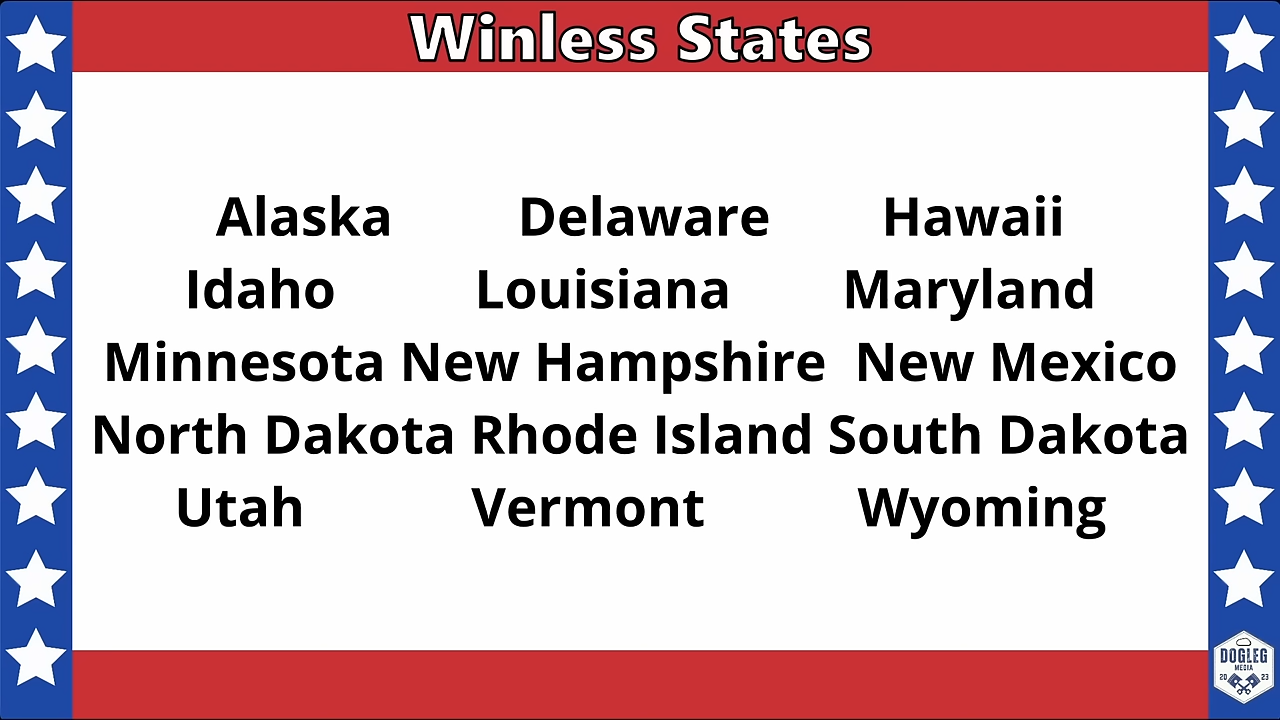 Winless States
Alaska Delaware Hawaii
Idaho Louisiana Maryland
Minnesota New Hampshire New Mexico
North Dakota Rhode Island South Dakota
Utah Vermont Wyoming
DOGLEG
MEDIA
20 23